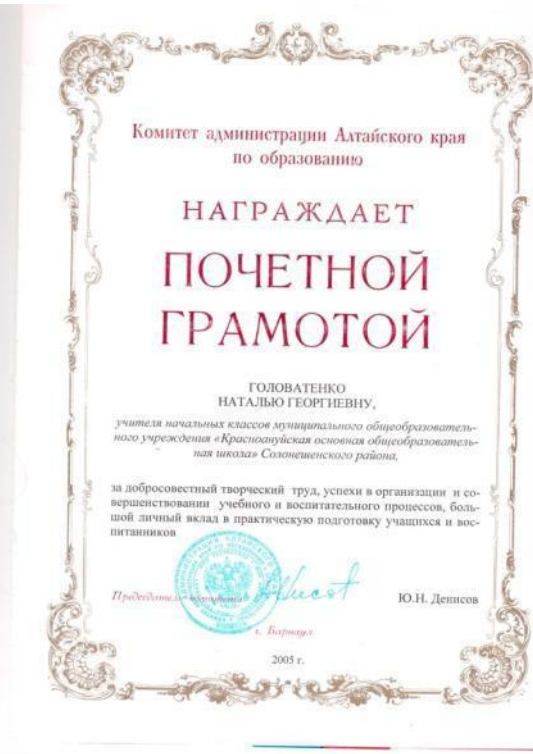 Комитет администрации Алтайского края
по образованию
НАГРАЖДАЕТ
ПОЧЕТНОЙ
ГРАМОТОЙ
ГОЛОВАТЕНКО
НАТАЛЬЮ ГЕОРГИЕВНУ,
учителя начальных классов муниципального общеобразователь-
ного учреждения «Красноануйская основная общеобразователь-
ная школа» Солонешенского района,
за добросовестный творческий труд, успехи в организации и со-
вершенствовании учебного и воспитательного процессов, боль-
шой личный вклад в практическую подготовку учащихся и вос-
питанников
Председатель комитета Ю.Н. Денисов
г. Барнаул
2005 г.